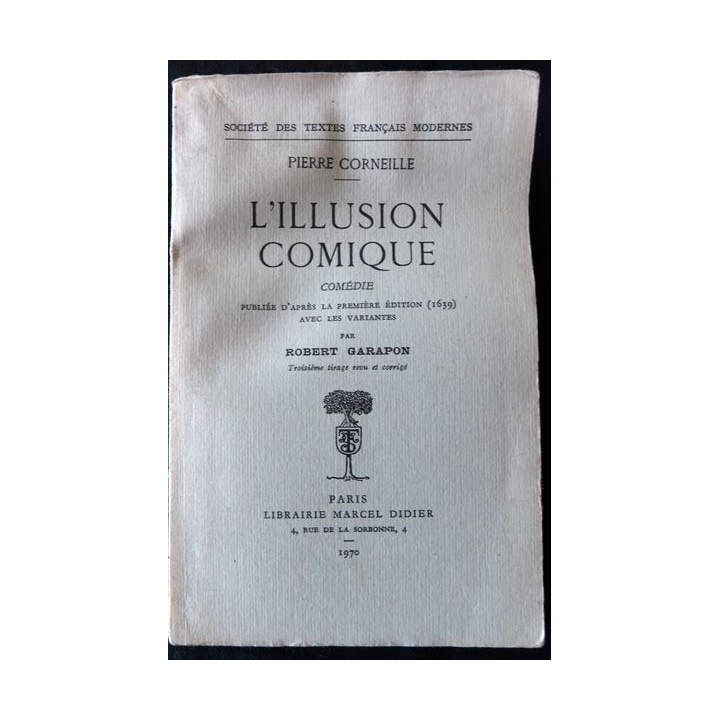 SOCIÉTÉ DES TEXTES FRANÇAIS MODERNES
PIERRE CORNEILLE
L'ILLUSION
COMIQUE
COMÉDIE
PUBLIÉE D'APRÈS LA PREMIÈRE ÉDITION (1639)
AVEC LES VARIANTES
PAR
ROBERT GARAPON
Troisième tirage revu et corrigé
PARIS
LIBRAIRIE MARCEL DIDIER
4, RUE DE LA SORBONNE, 4
1970